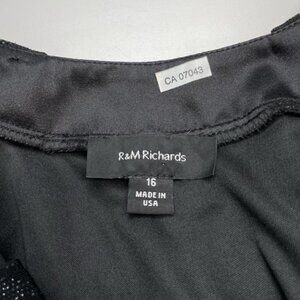 CA 07043
R&M Richards
16
MADE IN
USA